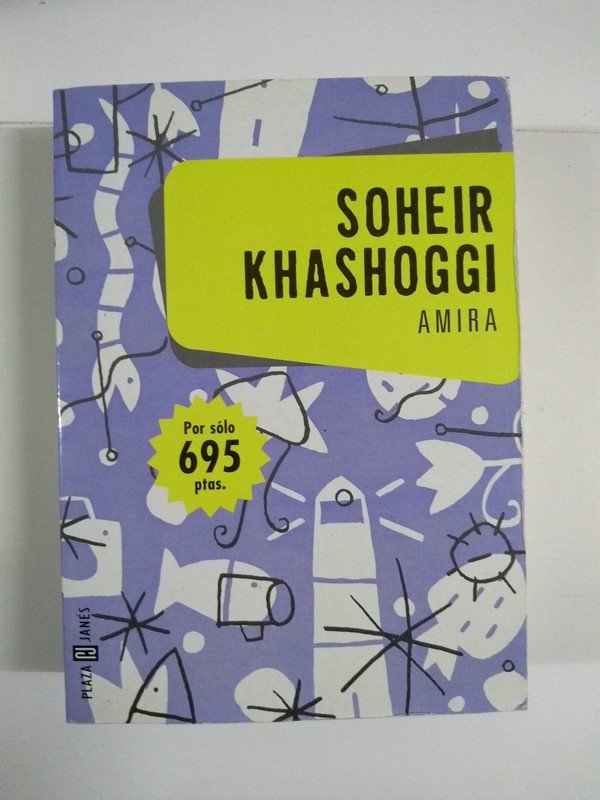 SOHEIR
KHASHOGGI
AMIRA
Por sólo
695
ptas.
PLAZA JANÉS